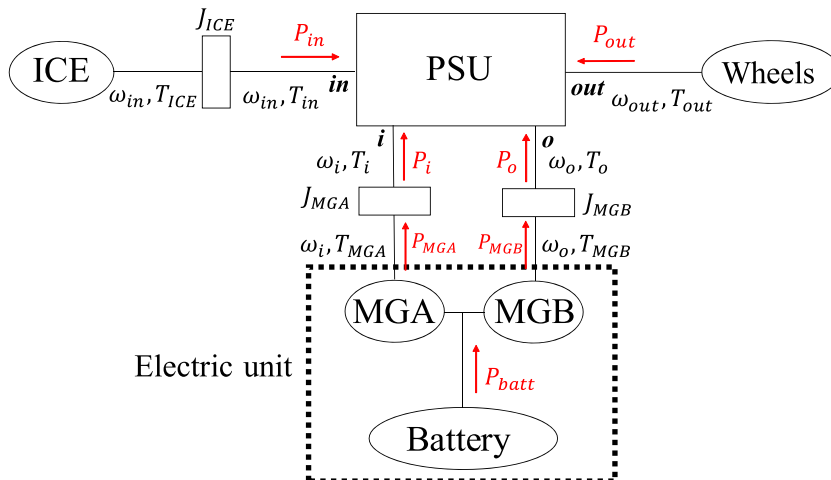 J_ICE
P_in
P_out
ICE
PSU
Wheels
in
out
ω_in, T_ICE
ω_in, T_in
ω_out, T_out
i
o
ω_i, T_i
P_i
P_o
ω_o, T_o
J_MGA
J_MGB
ω_i, T_MGA
P_MGA
P_MGB
ω_o, T_MGB
MGA
MGB
Electric unit
P_batt
Battery